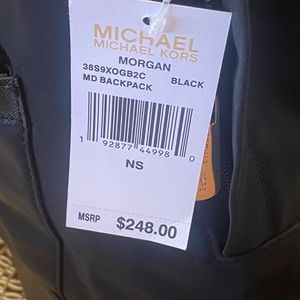 MICHAEL
MICHAEL KORS
MORGAN
38S9XOGB2C BLACK
MD BACKPACK
1 92877 44998 0
NS
MSRP $248.00